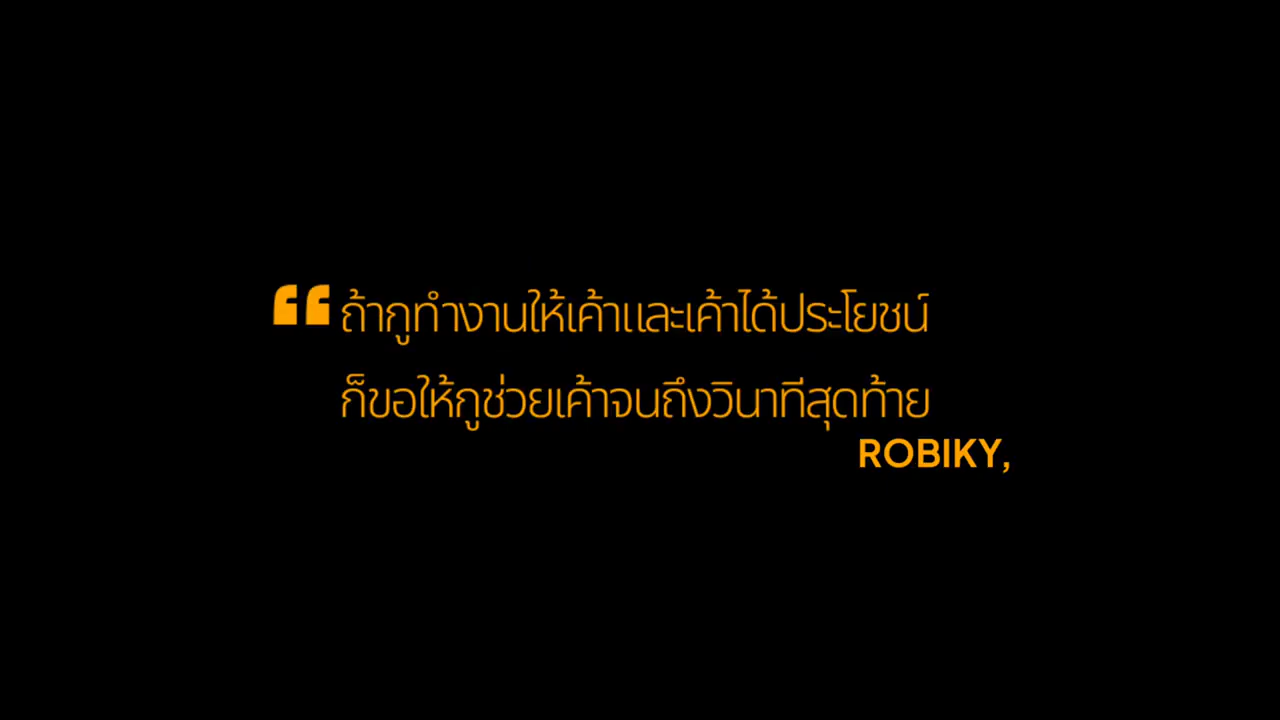 “ ถ้ากูทำงานให้เค้าและเค้าได้ประโยชน์
ก็ขอให้กูช่วยเค้าจนถึงวินาทีสุดท้าย
ROBIKY,